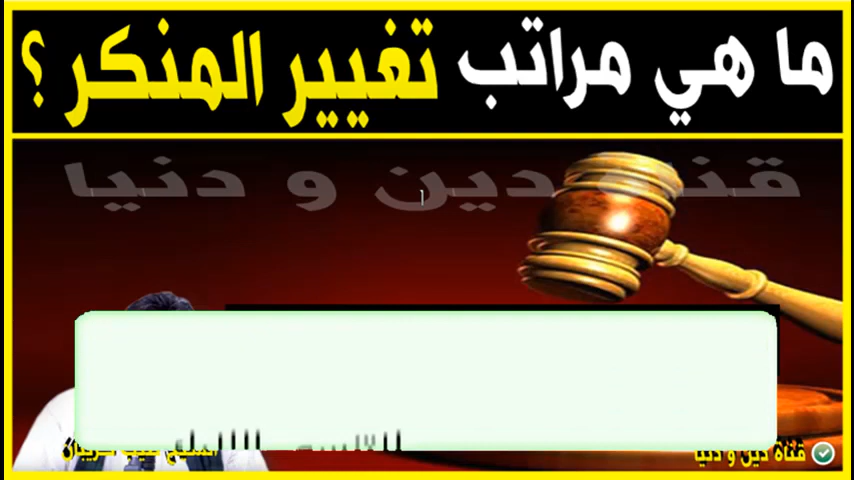 ما هي مراتب تغيير المنكر ؟
قناة دين و دنيا
قناة دين و دنيا